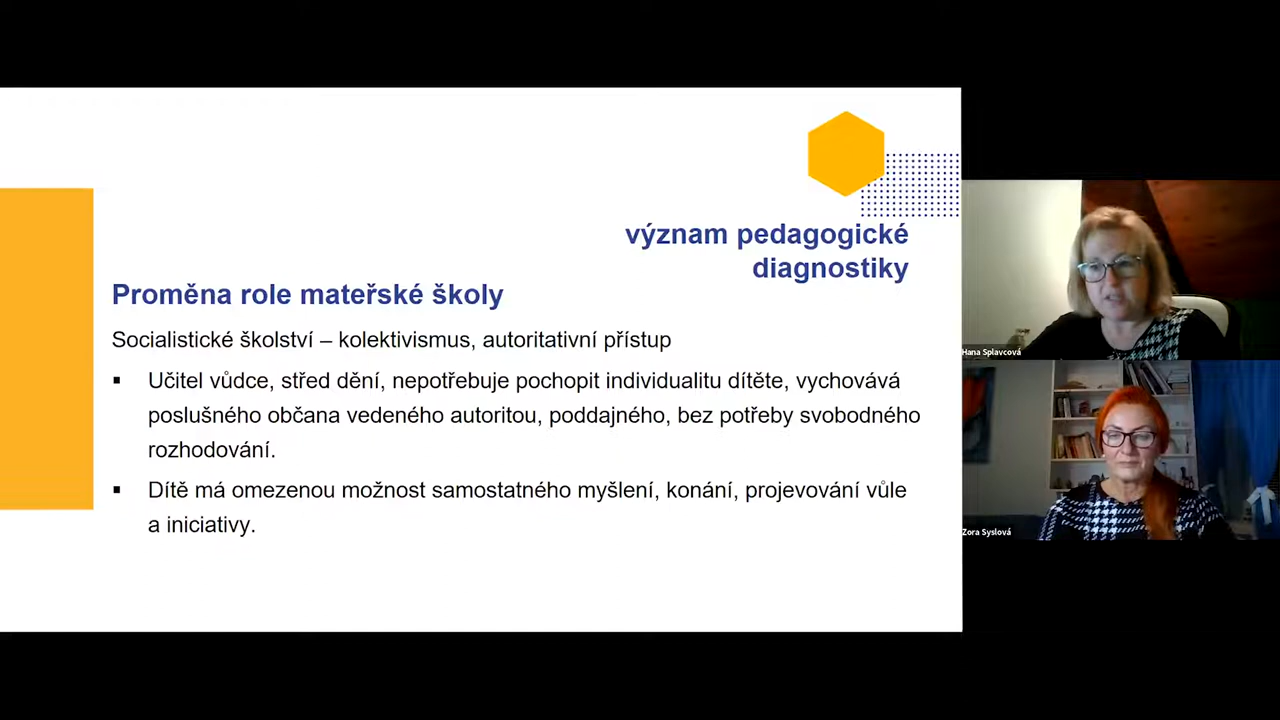 význam pedagogické
diagnostiky
Proměna role mateřské školy
Socialistické školství – kolektivismus, autoritativní přístup
▪ Učitel vůdce, střed dění, nepotřebuje pochopit individualitu dítěte, vychovává
poslušného občana vedeného autoritou, poddajného, bez potřeby svobodného
rozhodování.
▪ Dítě má omezenou možnost samostatného myšlení, konání, projevování vůle
a iniciativy.
Hana Splavcová
Zora Syslová